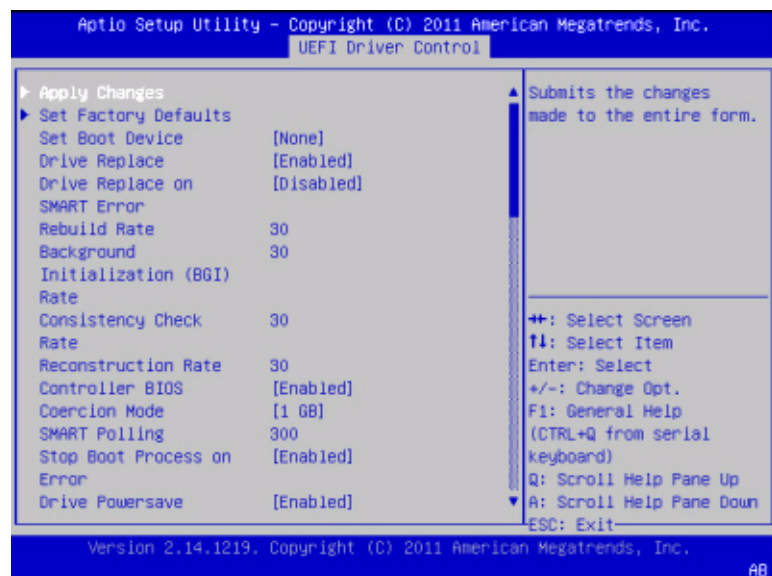 Aptio Setup Utility - Copyright (C) 2011 American Megatrends, Inc.
UEFI Driver Control
Apply Changes
Set Factory Defaults
Set Boot Device [None]
Drive Replace [Enabled]
Drive Replace on [Disabled]
SMART Error
Rebuild Rate 30
Background 30
Initialization (BGI)
Rate
Consistency Check 30
Rate
Reconstruction Rate 30
Controller BIOS [Enabled]
Coercion Mode [1 GB]
SMART Polling 300
Stop Boot Process on [Enabled]
Error
Drive Powersave [Enabled]
Submits the changes
made to the entire form.
→←: Select Screen
↑↓: Select Item
Enter: Select
+/-: Change Opt.
F1: General Help
(CTRL+Q from serial
keyboard)
Q: Scroll Help Pane Up
A: Scroll Help Pane Down
ESC: Exit
Version 2.14.1219. Copyright (C) 2011 American Megatrends, Inc.
AB